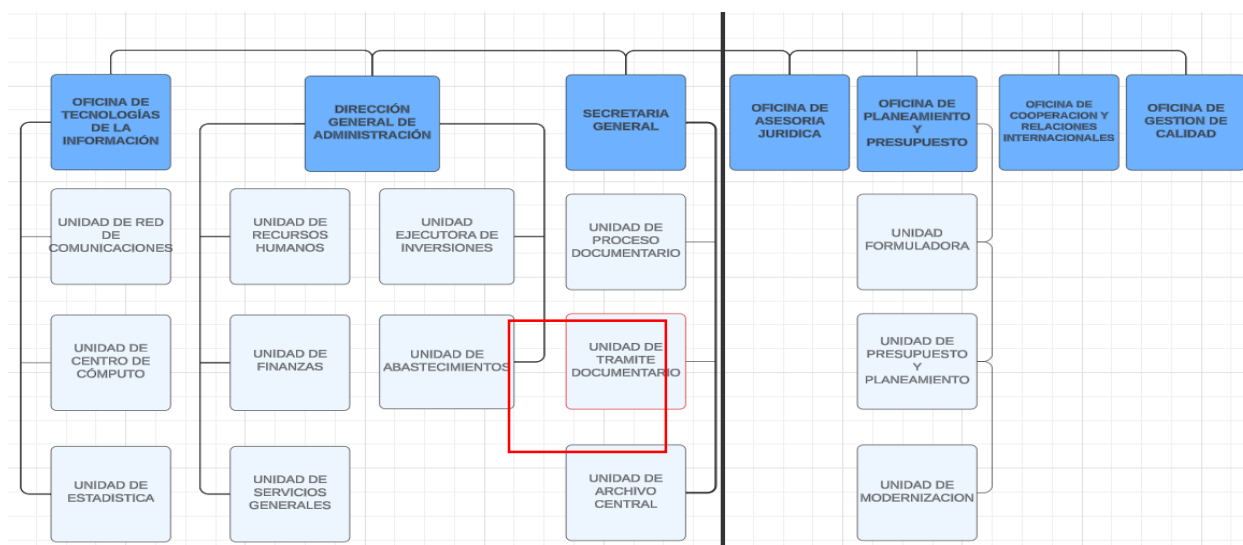 OFICINA DE
TECNOLOGÍAS
DE LA
INFORMACIÓN
DIRECCIÓN
GENERAL DE
ADMINISTRACIÓN
SECRETARIA
GENERAL
OFICINA DE
ASESORIA
JURIDICA
OFICINA DE
PLANEAMIENTO
Y
PRESUPUESTO
OFICINA DE
COOPERACION Y
RELACIONES
INTERNACIONALES
OFICINA DE
GESTION DE
CALIDAD
UNIDAD DE RED
DE
COMUNICACIONES
UNIDAD DE
RECURSOS
HUMANOS
UNIDAD
EJECUTORA DE
INVERSIONES
UNIDAD DE
PROCESO
DOCUMENTARIO
UNIDAD
FORMULADORA
UNIDAD DE
CENTRO DE
CÓMPUTO
UNIDAD DE
FINANZAS
UNIDAD DE
ABASTECIMIENTOS
UNIDAD DE
TRAMITE
DOCUMENTARIO
UNIDAD DE
PRESUPUESTO
Y
PLANEAMIENTO
UNIDAD DE
ESTADISTICA
UNIDAD DE
SERVICIOS
GENERALES
UNIDAD DE
ARCHIVO
CENTRAL
UNIDAD DE
MODERNIZACION